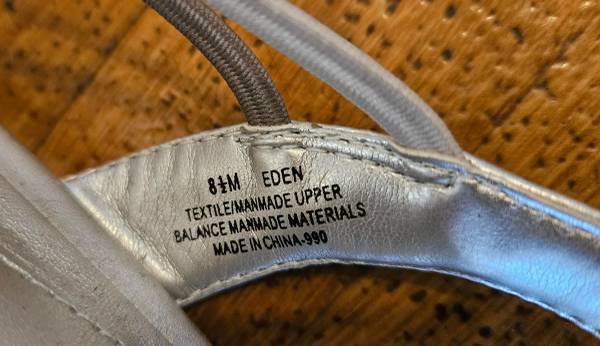 8½M EDEN
TEXTILE/MANMADE UPPER
BALANCE MANMADE MATERIALS
MADE IN CHINA-990